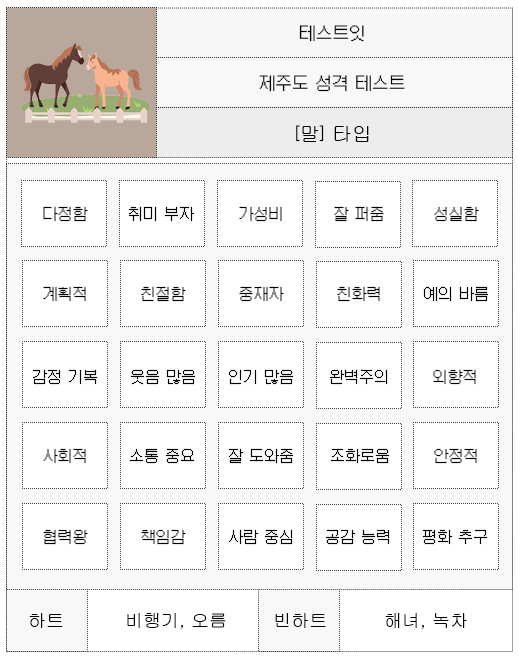 테스트잇
제주도 성격 테스트
[말] 타입
다정함 취미 부자 가성비 잘 퍼줌 성실함
계획적 친절함 중재자 친화력 예의 바름
감정 기복 웃음 많음 인기 많음 완벽주의 외향적
사회적 소통 중요 잘 도와줌 조화로움 안정적
협력왕 책임감 사람 중심 공감 능력 평화 추구
하트 비행기, 오름 빈하트 해녀, 녹차